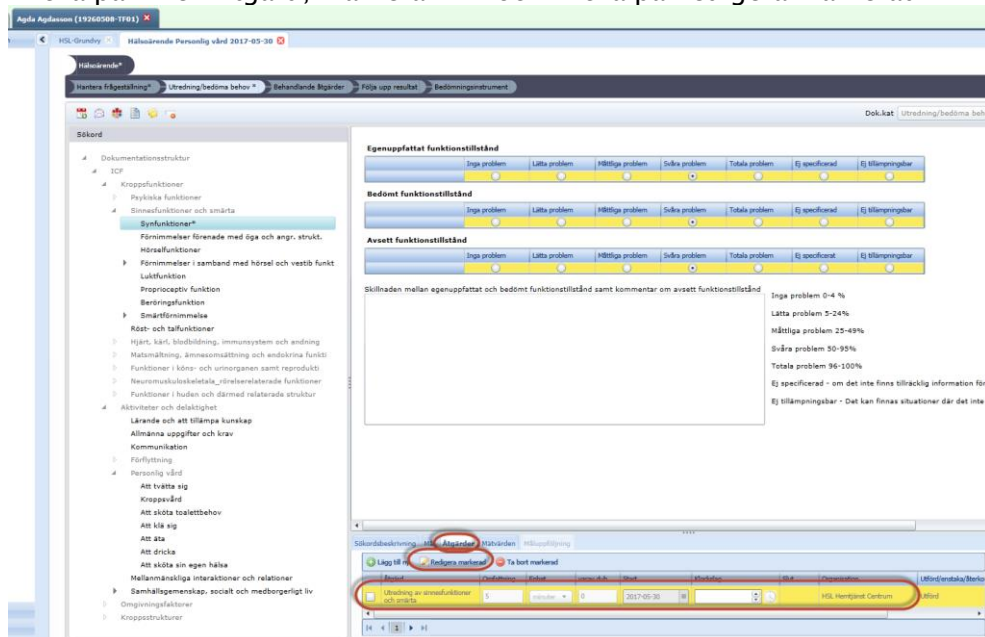 Agda Agdasson (19260508-TF01)
HSL-Grundvy
Hälsoärende Personlig vård 2017-05-30
Hälsoärende*
Hantera frågeställning*
Utredning/bedöma behov *
Behandlande åtgärder
Följa upp resultat
Bedömningsinstrument
Dok.kat
Utredning/bedöma beh
Sökord
Dokumentationsstruktur
ICF
Kroppsfunktioner
Psykiska funktioner
Sinnesfunktioner och smärta
Synfunktioner*
Förnimmelser förenade med öga och angr. strukt.
Hörselfunktioner
Förnimmelser i samband med hörsel och vestib funkt
Luktfunktion
Proprioceptiv funktion
Beröringsfunktion
Smärtförnimmelse
Röst- och talfunktioner
Hjärt, kärl, blodbildning, immunsystem och andning
Matsmältning, ämnesomsättning och endokrina funkti
Funktioner i köns- och urinorganen samt reprodukti
Neuromuskuloskeletala_rörelserelaterade funktioner
Funktioner i huden och därmed relaterade struktur
Aktiviteter och delaktighet
Lärande och att tillämpa kunskap
Allmänna uppgifter och krav
Kommunikation
Förflyttning
Personlig vård
Att tvätta sig
Kroppsvård
Att sköta toalettbehov
Att klä sig
Att äta
Att dricka
Att sköta sin egen hälsa
Mellanmänskliga interaktioner och relationer
Samhällsgemenskap, socialt och medborgerligt liv
Omgivningsfaktorer
Kroppsstrukturer
Egenuppfattat funktionstillstånd
Inga problem Lätta problem Måttliga problem Svåra problem Totala problem Ej specificerad Ej tillämpningsbar
Bedömt funktionstillstånd
Inga problem Lätta problem Måttliga problem Svåra problem Totala problem Ej specificerad Ej tillämpningsbar
Avsett funktionstillstånd
Inga problem Lätta problem Måttliga problem Svåra problem Totala problem Ej specificerat Ej tillämpningsbar
Skillnaden mellan egenuppfattat och bedömt funktionstillstånd samt kommentar om avsett funktionstillstånd
Inga problem 0-4 %
Lätta problem 5-24%
Måttliga problem 25-49%
Svåra problem 50-95%
Totala problem 96-100%
Ej specificerad - om det inte finns tillräcklig information för
Ej tillämpningsbar - Det kan finnas situationer där det inte
Sökordsbeskrivning Åtgärder Mätvärden Måluppföljning
Lägg till Redigera markerad Ta bort markerad
Åtgärd Omfattning Enhet Start Klockslag Slut Organisation Utförd/enstaka/återko
Utredning av sinnesfunktioner och smärta 5 minuter 0 2017-05-30 HSL Hemtjänst Centrum Utförd
1